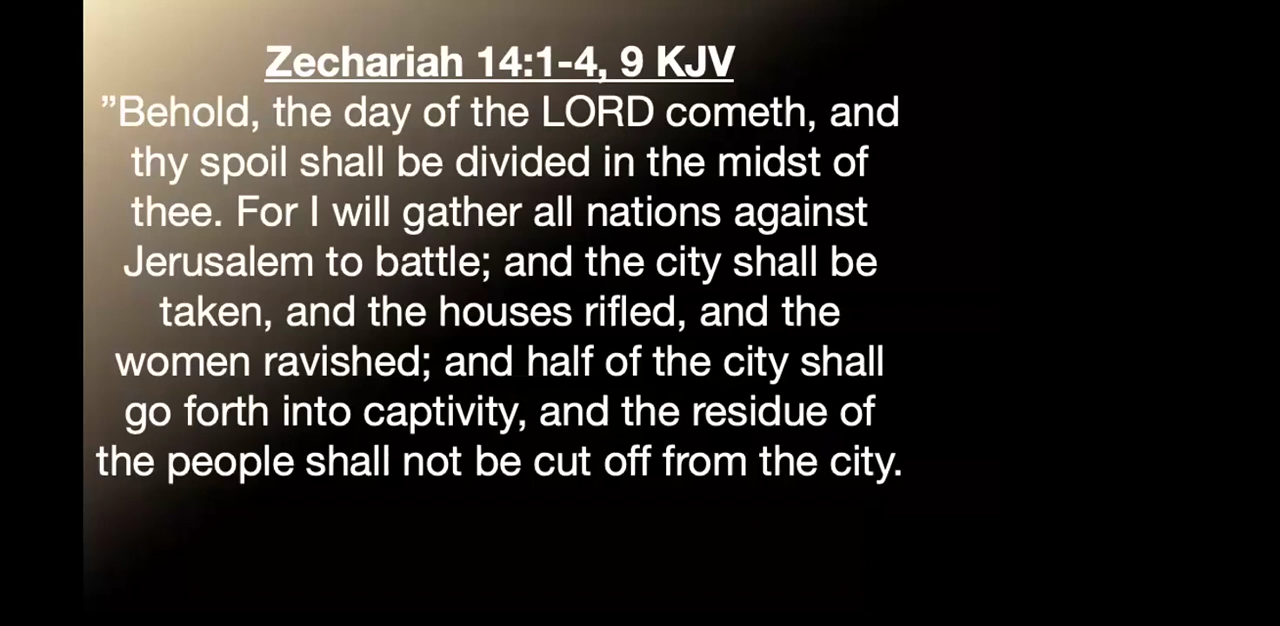 Zechariah 14:1-4, 9 KJV
”Behold, the day of the LORD cometh, and
thy spoil shall be divided in the midst of
thee. For I will gather all nations against
Jerusalem to battle; and the city shall be
taken, and the houses rifled, and the
women ravished; and half of the city shall
go forth into captivity, and the residue of
the people shall not be cut off from the city.